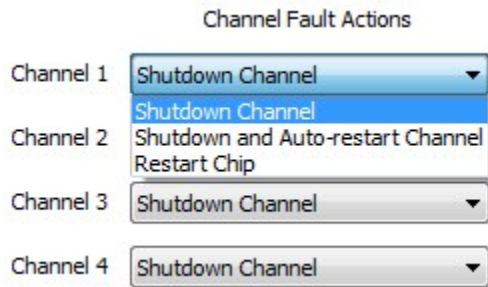 Channel Fault Actions
Channel 1 Shutdown Channel
Shutdown Channel
Channel 2 Shutdown and Auto-restart Channel
Restart Chip
Channel 3 Shutdown Channel
Channel 4 Shutdown Channel